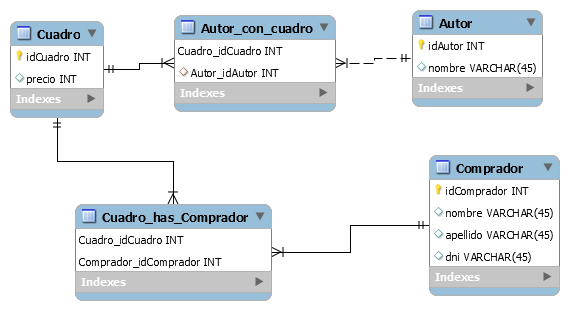 Cuadro
idCuadro INT
precio INT
Indexes
Autor_con_cuadro
Cuadro_idCuadro INT
Autor_idAutor INT
Indexes
Autor
idAutor INT
nombre VARCHAR(45)
Indexes
Cuadro_has_Comprador
Cuadro_idCuadro INT
Comprador_idComprador INT
Indexes
Comprador
idComprador INT
nombre VARCHAR(45)
apellido VARCHAR(45)
dni VARCHAR(45)
Indexes